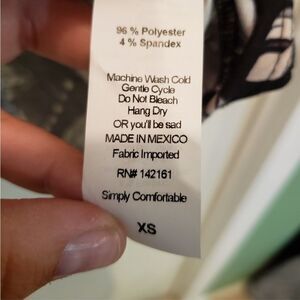 96 % Polyester
4 % Spandex
Machine Wash Cold
Gentle Cycle
Do Not Bleach
Hang Dry
OR you'll be sad
MADE IN MEXICO
Fabric Imported
RN# 142161
Simply Comfortable
XS